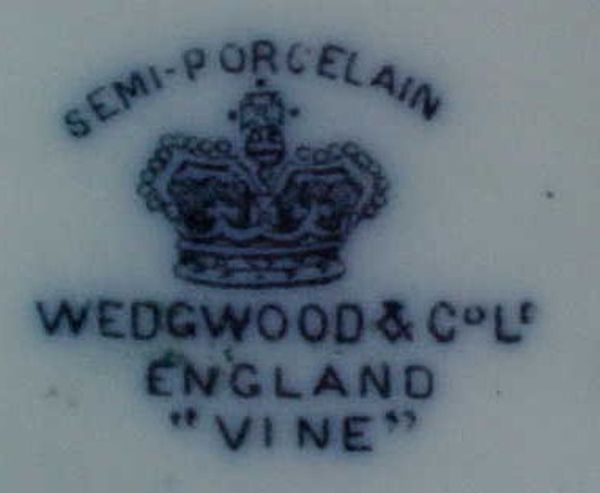 SEMI-PORCELAIN
WEDGWOOD & Co Ld
ENGLAND
"VINE"